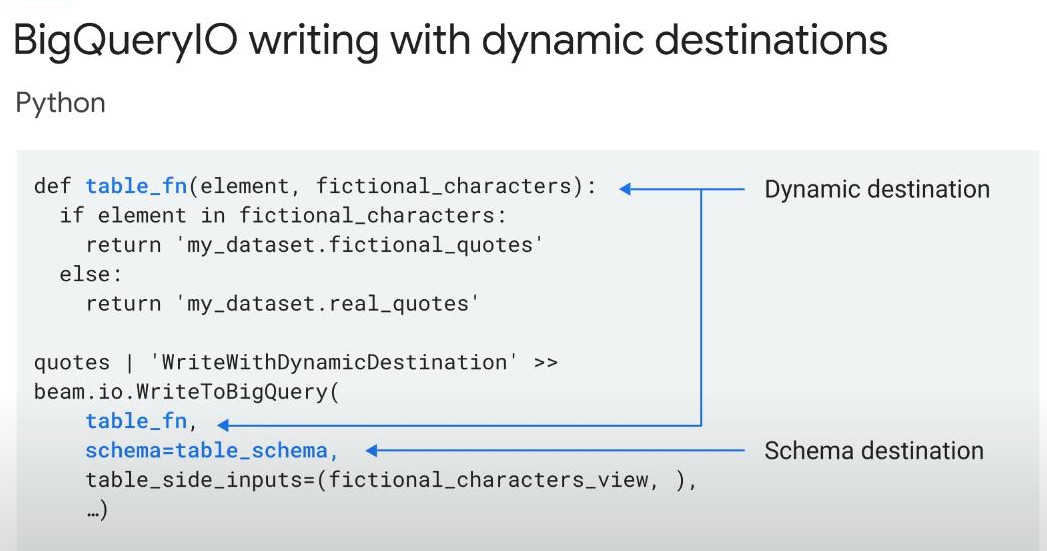 BigQueryIO writing with dynamic destinations
Python
def table_fn(element, fictional_characters):
Dynamic destination
if element in fictional_characters:
return 'my_dataset.fictional_quotes'
else:
return 'my_dataset.real_quotes'
quotes | 'WriteWithDynamicDestination' >>
beam.io.WriteToBigQuery(
table_fn,
schema=table_schema,
Schema destination
table_side_inputs=(fictional_characters_view, ),
…)